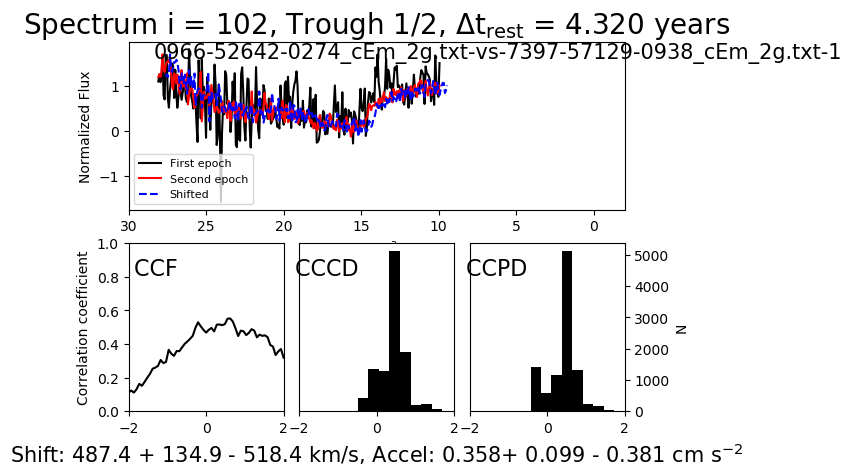 Spectrum i = 102, Trough 1/2, Δt_rest = 4.320 years
0966-52642-0274_cEm_2g.txt-vs-7397-57129-0938_cEm_2g.txt-1
Normalized Flux
1
0
−1
First epoch
Second epoch
Shifted
30 25 20 15 10 5 0
Correlation coefficient
1.0
0.8
0.6
0.4
0.2
0.0
CCF
−2 0 2
CCCD
0 2
CCPD
0 2
5000
4000
3000
2000
1000
0
N
Shift: 487.4 + 134.9 - 518.4 km/s, Accel: 0.358+ 0.099 - 0.381 cm s⁻²